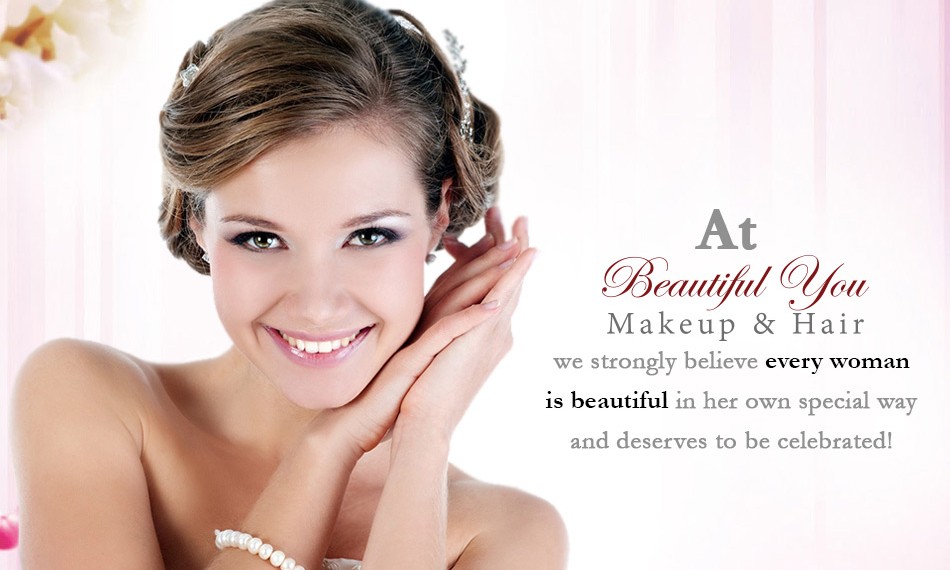 At
Beautiful You
Makeup & Hair
we strongly believe every woman
is beautiful in her own special way
and deserves to be celebrated!